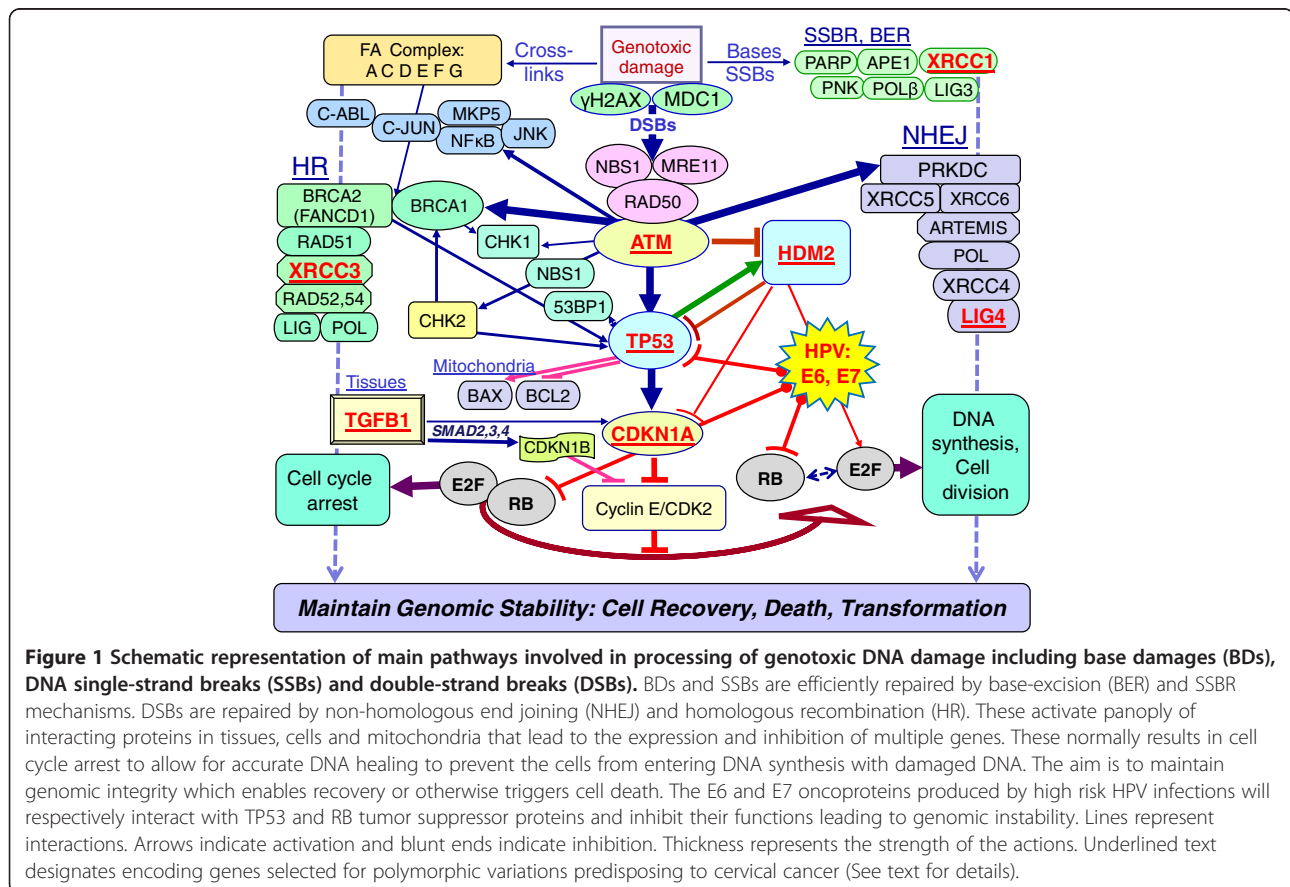 FA Complex:
A C D E F G
Cross-
links
Genotoxic
damage
Bases
SSBs
SSBR, BER
PARP
APE1
XRCC1
PNK
POLβ
LIG3
γH2AX
MDC1
DSBs
C-ABL
C-JUN
MKP5
NFκB
JNK
NBS1
MRE11
RAD50
NHEJ
PRKDC
XRCC5
XRCC6
ARTEMIS
POL
XRCC4
LIG4
HR
BRCA2
(FANCD1)
BRCA1
RAD51
XRCC3
RAD52,54
LIG
POL
CHK1
ATM
HDM2
NBS1
53BP1
CHK2
TP53
HPV:
E6, E7
Mitochondria
BAX
BCL2
Tissues
TGFB1
SMAD2,3,4
CDKN1B
CDKN1A
DNA
synthesis,
Cell
division
Cell cycle
arrest
E2F
RB
Cyclin E/CDK2
RB
E2F
Maintain Genomic Stability: Cell Recovery, Death, Transformation
Figure 1 Schematic representation of main pathways involved in processing of genotoxic DNA damage including base damages (BDs),
DNA single-strand breaks (SSBs) and double-strand breaks (DSBs). BDs and SSBs are efficiently repaired by base-excision (BER) and SSBR
mechanisms. DSBs are repaired by non-homologous end joining (NHEJ) and homologous recombination (HR). These activate panoply of
interacting proteins in tissues, cells and mitochondria that lead to the expression and inhibition of multiple genes. These normally results in cell
cycle arrest to allow for accurate DNA healing to prevent the cells from entering DNA synthesis with damaged DNA. The aim is to maintain
genomic integrity which enables recovery or otherwise triggers cell death. The E6 and E7 oncoproteins produced by high risk HPV infections will
respectively interact with TP53 and RB tumor suppressor proteins and inhibit their functions leading to genomic instability. Lines represent
interactions. Arrows indicate activation and blunt ends indicate inhibition. Thickness represents the strength of the actions. Underlined text
designates encoding genes selected for polymorphic variations predisposing to cervical cancer (See text for details).